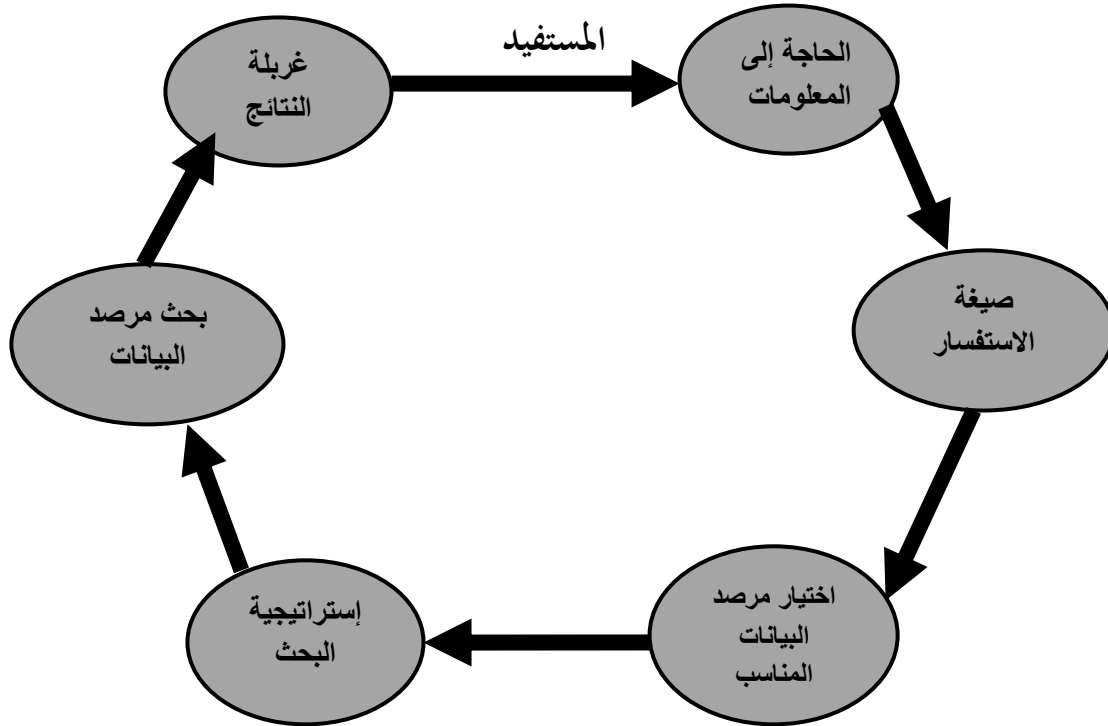 المستفيد
الحاجة إلى
المعلومات
صيغة
الاستفسار
اختيار مرصد
البيانات
المناسب
إستراتيجية
البحث
بحث مرصد
البيانات
غربلة
النتائج